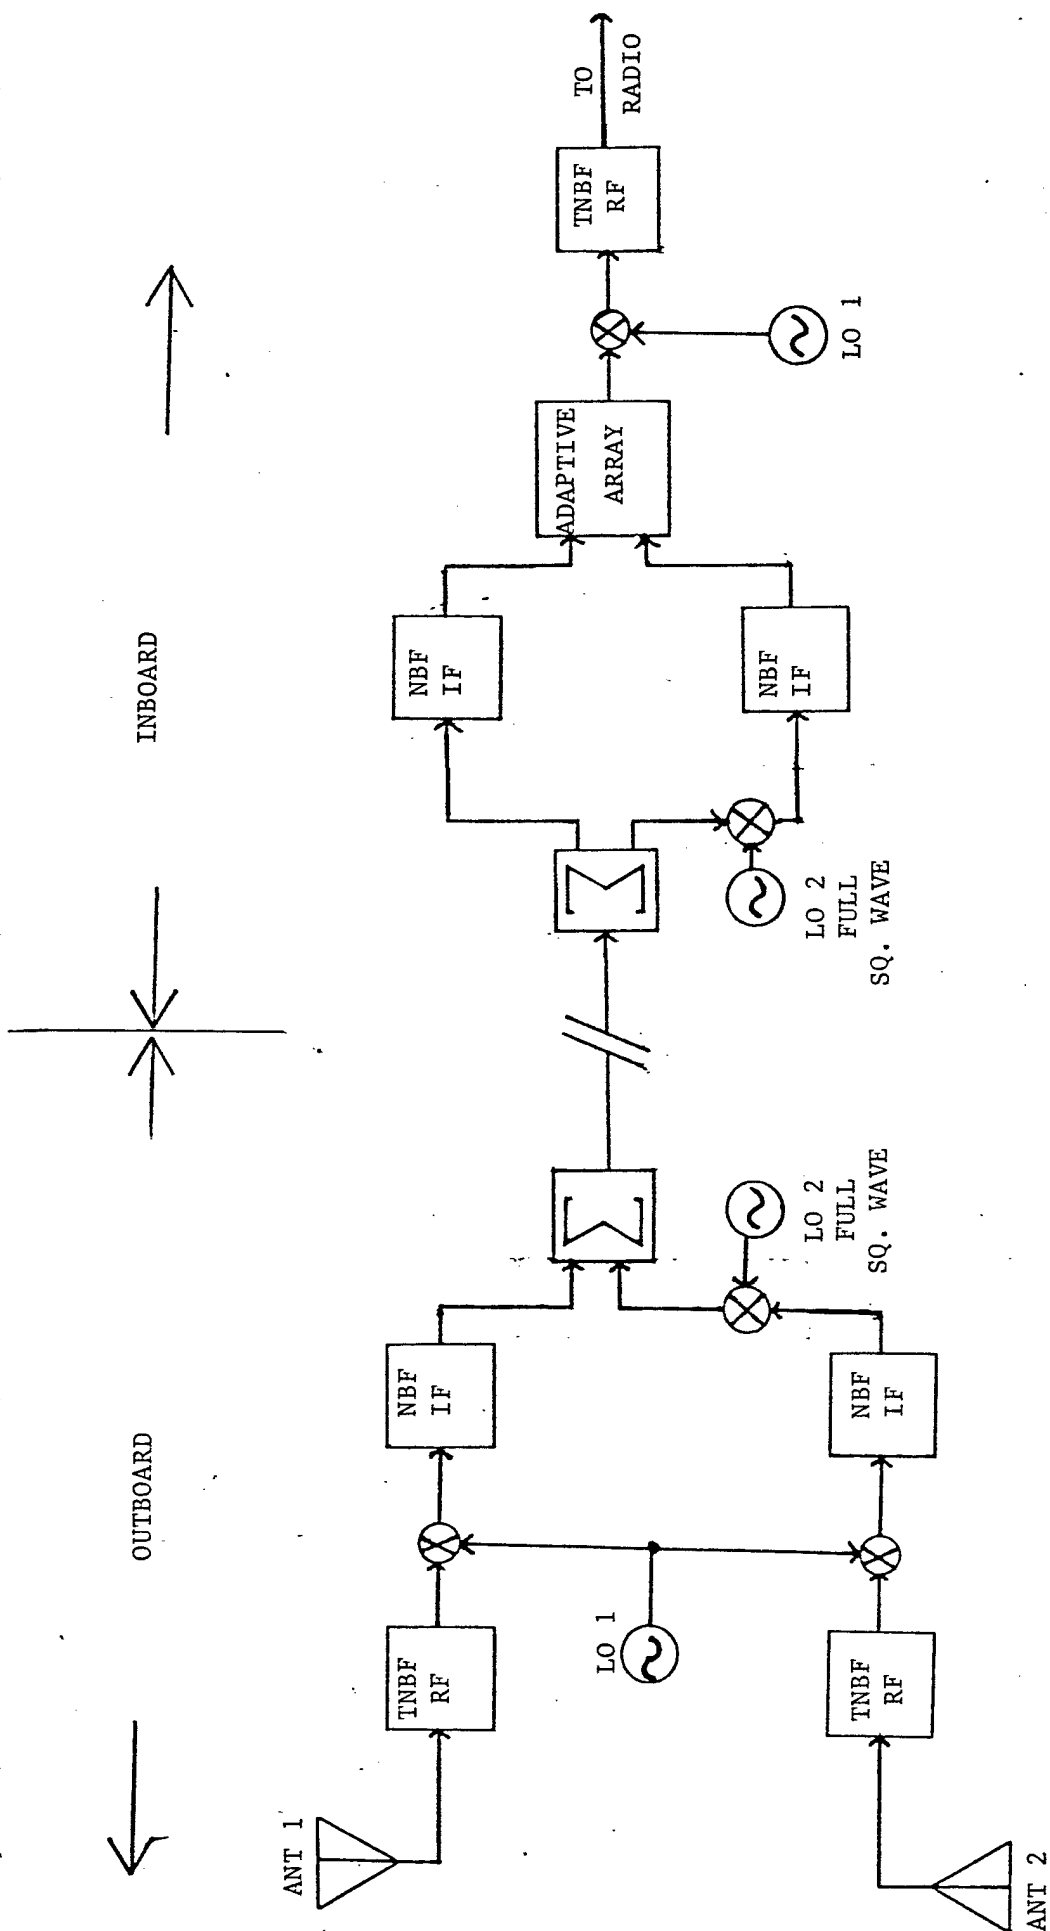 OUTBOARD
INBOARD
ANT 1
TNBF
RF
NBF
IF
LO 1
ANT 2
TNBF
RF
NBF
IF
LO 2
FULL
SQ. WAVE
Σ
Σ
LO 2
FULL
SQ. WAVE
NBF
IF
NBF
IF
ADAPTIVE
ARRAY
LO 1
TNBF
RF
TO
RADIO